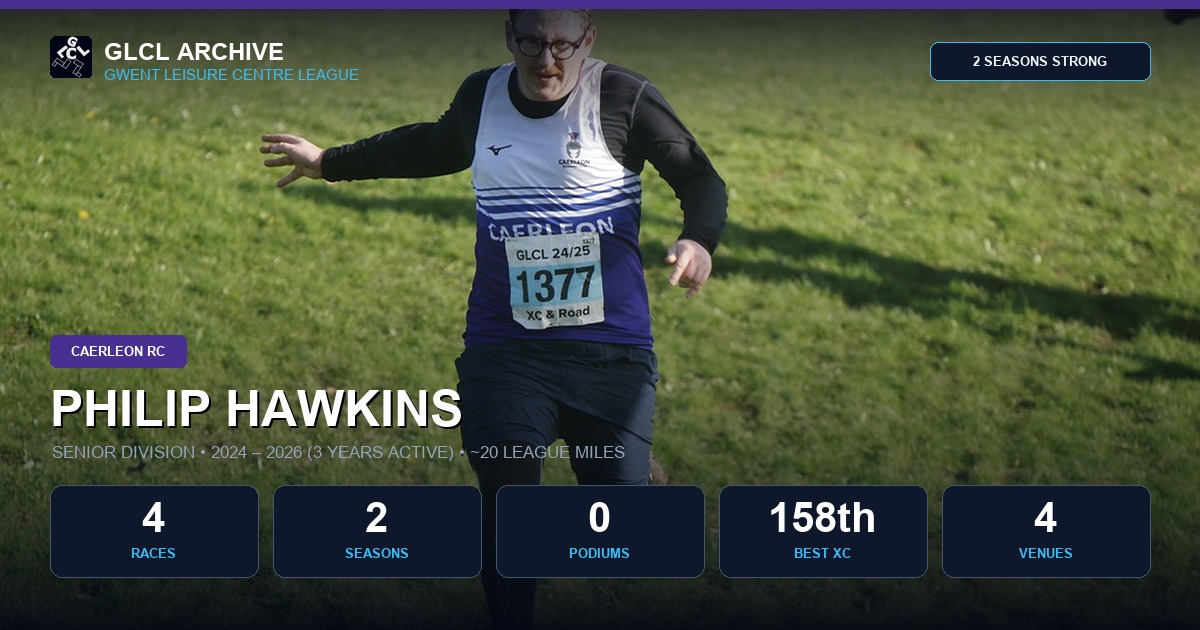 GLCL ARCHIVE
GWENT LEISURE CENTRE LEAGUE
2 SEASONS STRONG
CAERLEON
CAERLEON
GLCL 24/25
1377
1377
XC & Road
CAERLEON RC
PHILIP HAWKINS
SENIOR DIVISION • 2024 – 2026 (3 YEARS ACTIVE) • ~20 LEAGUE MILES
4
RACES
2
SEASONS
0
PODIUMS
158th
BEST XC
4
VENUES